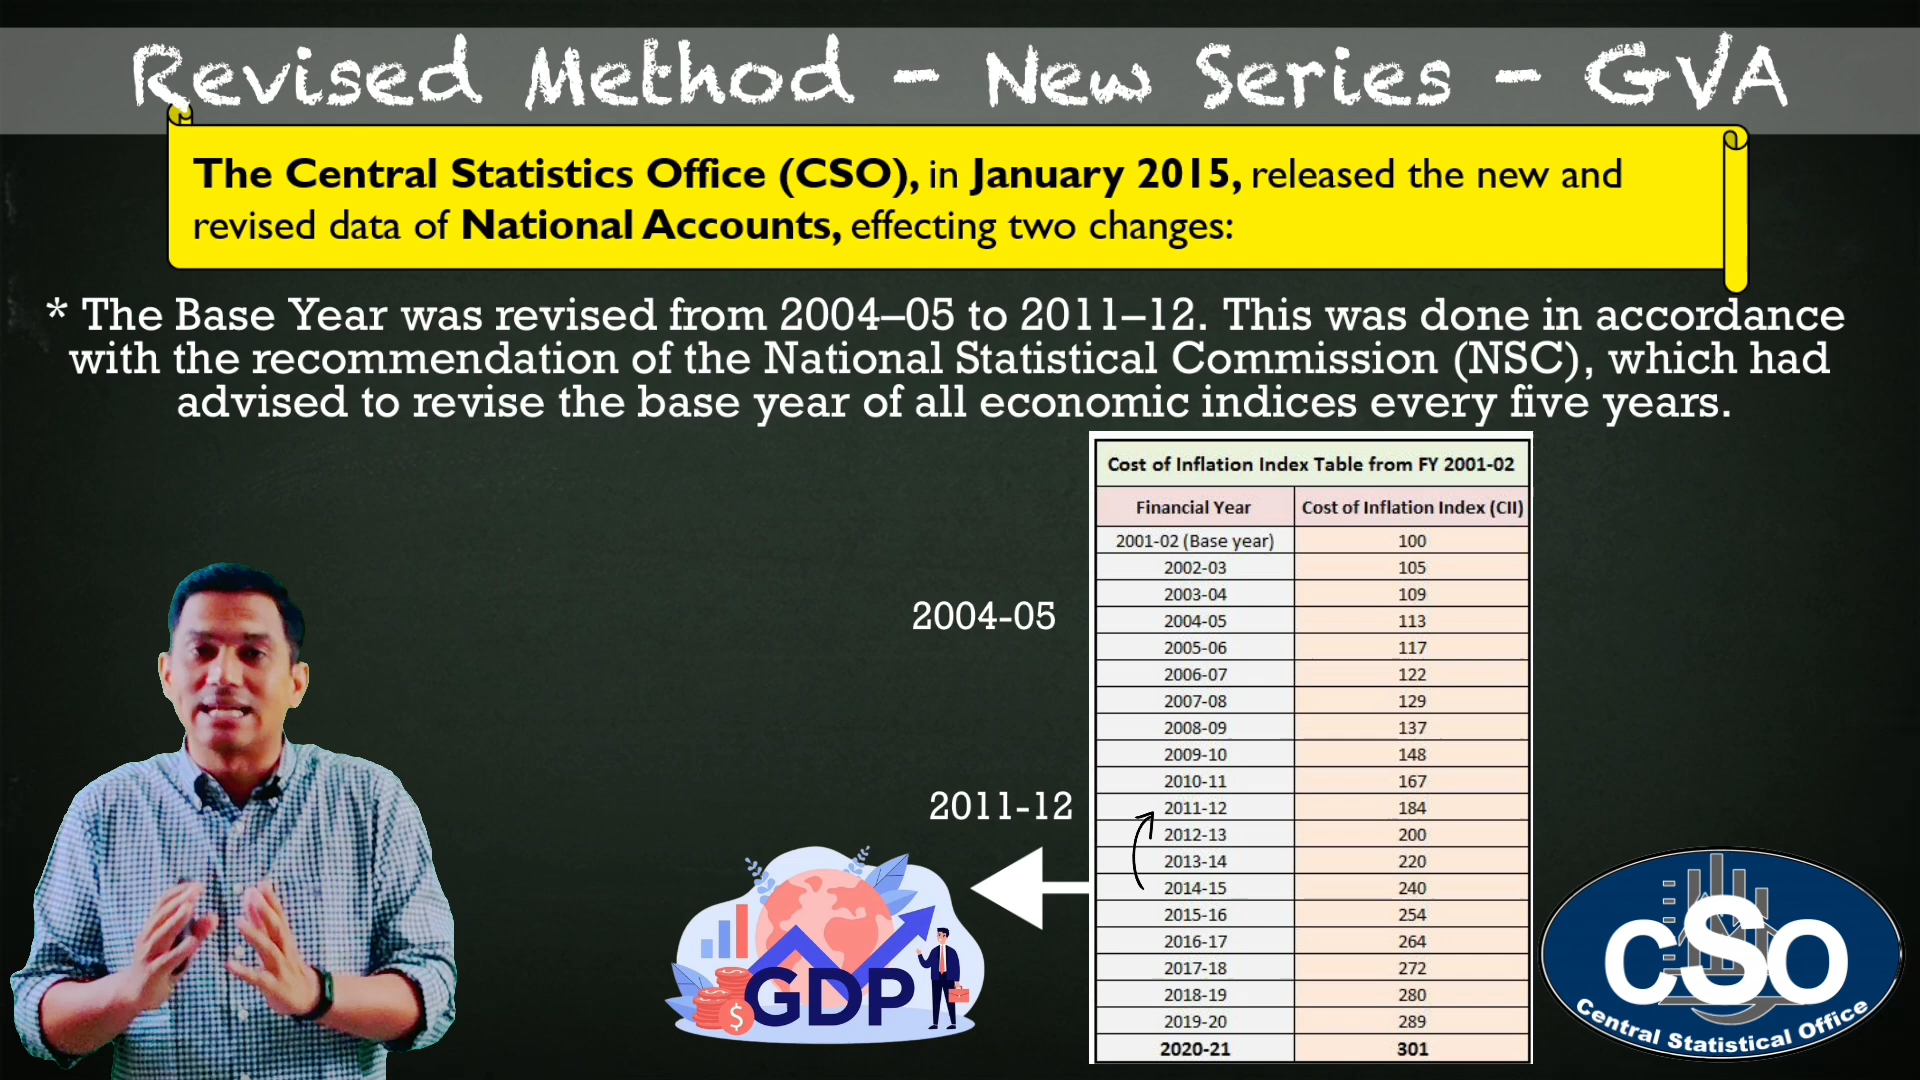 Revised Method - New Series - GVA
The Central Statistics Office (CSO), in January 2015, released the new and
revised data of National Accounts, effecting two changes:
* The Base Year was revised from 2004–05 to 2011–12. This was done in accordance
with the recommendation of the National Statistical Commission (NSC), which had
advised to revise the base year of all economic indices every five years.
Cost of Inflation Index Table from FY 2001-02
Financial Year Cost of Inflation Index (CII)
2001-02 (Base year) 100
2002-03 105
2003-04 109
2004-05 113
2005-06 117
2006-07 122
2007-08 129
2008-09 137
2009-10 148
2010-11 167
2011-12 184
2012-13 200
2013-14 220
2014-15 240
2015-16 254
2016-17 264
2017-18 272
2018-19 280
2019-20 289
2020-21 301
2004-05
2011-12
$
GDP
CSO
Central Statistical Office